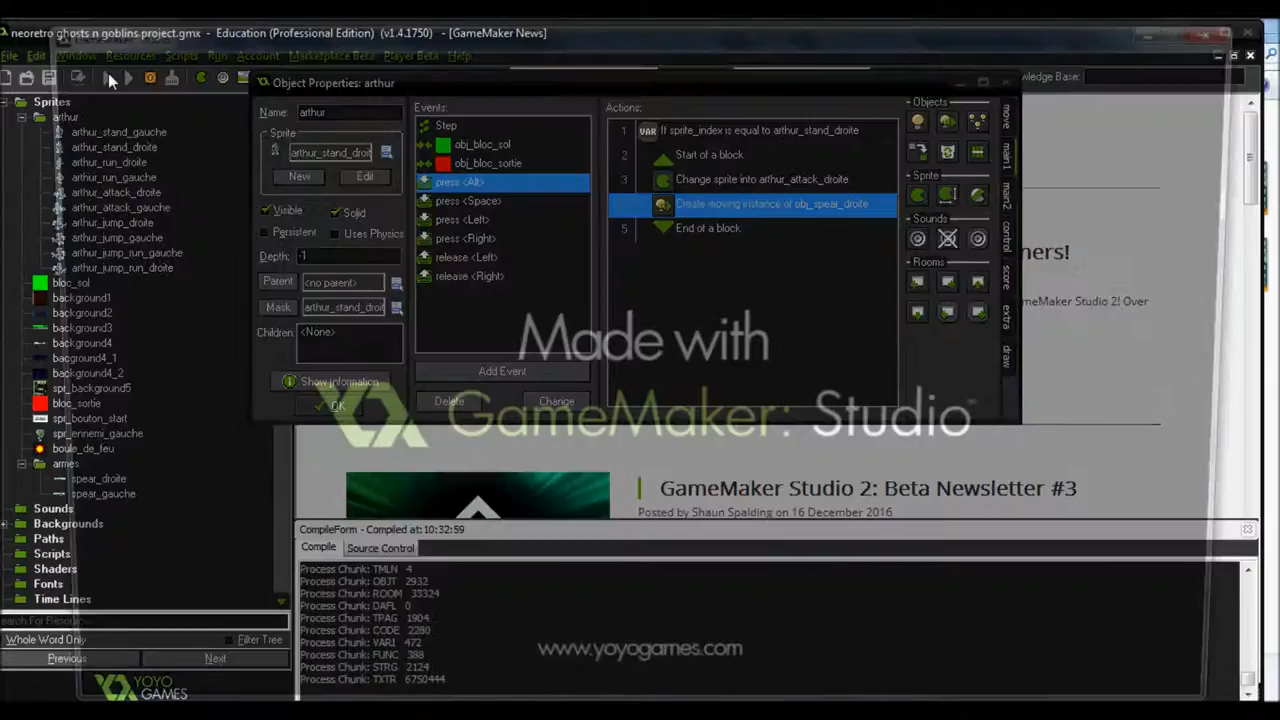 neoretro ghosts n goblins project.gmx - Education (Professional Edition) (v1.4.1750) - [GameMaker News]
File Edit Window Resources Scripts Run Account Marketplace Beta Player Beta Help
Knowledge Base:
Sprites
arthur
arthur_stand_gauche
arthur_stand_droite
arthur_run_droite
arthur_run_gauche
arthur_attack_droite
arthur_attack_gauche
arthur_jump_droite
arthur_jump_gauche
arthur_jump_run_gauche
arthur_jump_run_droite
bloc_sol
background1
background2
background3
background4
bacground4_1
background4_2
spr_background5
bloc_sortie
spr_bouton_start
spr_ennemi_gauche
boule_de_feu
armes
spear_droite
spear_gauche
Sounds
Backgrounds
Paths
Scripts
Shaders
Fonts
Time Lines
Whole Word Only
Filter Tree
Previous
Next
YOYO
GAMES
Object Properties: arthur
Name: arthur
Sprite
arthur_stand_droit
New
Edit
Visible
Solid
Persistent
Uses Physics
Depth: -1
Parent <no parent>
Mask arthur_stand_droit
Children: <None>
Show Information
OK
Events:
Step
obj_bloc_sol
obj_bloc_sortie
press <Alt>
press <Space>
press <Left>
press <Right>
release <Left>
release <Right>
Add Event
Delete
Change
Actions:
1 If sprite_index is equal to arthur_stand_droite
VAR
2 Start of a block
3 Change sprite into arthur_attack_droite
Create moving instance of obj_spear_droite
5 End of a block
Objects
Sprite
Sounds
Rooms
move
main1
main2
control
score
extra
draw
ners!
meMaker Studio 2! Over
Made with
GameMaker: Studio
GameMaker Studio 2: Beta Newsletter #3
Posted by Shaun Spalding on 16 December 2016
CompileForm - Compiled at: 10:32:59
Compile
Source Control
Process Chunk: TMLN 4
Process Chunk: OBJT 2932
Process Chunk: ROOM 33324
Process Chunk: DAFL 0
Process Chunk: TPAG 1904
Process Chunk: CODE 2280
Process Chunk: VARI 472
Process Chunk: FUNC 388
Process Chunk: STRG 2124
Process Chunk: TXTR 6750444
www.yoyogames.com